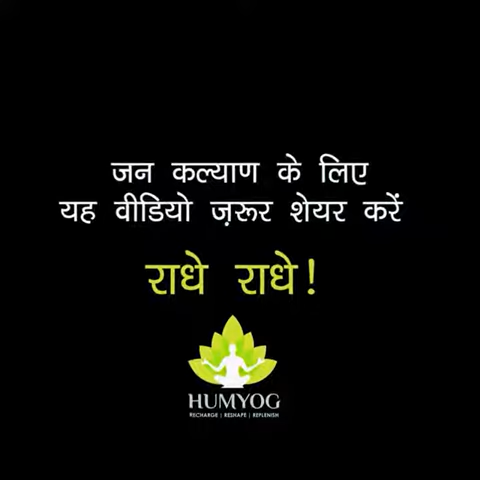 जन कल्याण के लिए
यह वीडियो ज़रूर शेयर करें
राधे राधे!
HUMYOG
RECHARGE | RESHAPE | REPLENISH